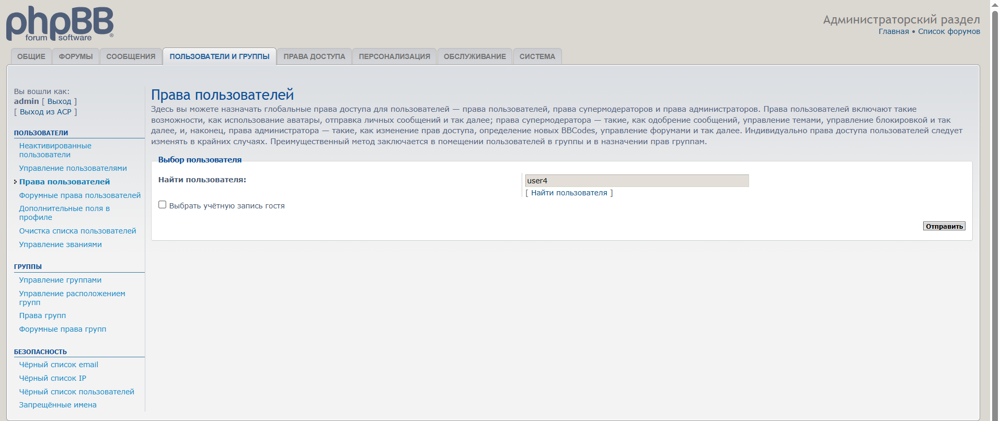 phpBB
forum software®
Администраторский раздел
Главная • Список форумов
ОБЩИЕ
ФОРУМЫ
СООБЩЕНИЯ
ПОЛЬЗОВАТЕЛИ И ГРУППЫ
ПРАВА ДОСТУПА
ПЕРСОНАЛИЗАЦИЯ
ОБСЛУЖИВАНИЕ
СИСТЕМА
Вы вошли как:
admin [ Выход ]
[ Выход из ACP ]
ПОЛЬЗОВАТЕЛИ
Неактивированные
пользователи
Управление пользователями
Права пользователей
Форумные права пользователей
Дополнительные поля в
профиле
Очистка списка пользователей
Управление званиями
ГРУППЫ
Управление группами
Управление расположением
групп
Права групп
Форумные права групп
БЕЗОПАСНОСТЬ
Чёрный список email
Чёрный список IP
Чёрный список пользователей
Запрещённые имена
Права пользователей
Здесь вы можете назначать глобальные права доступа для пользователей — права пользователей, права супермодераторов и права администраторов. Права пользователей включают такие
возможности, как использование аватары, отправка личных сообщений и так далее; права супермодератора — такие, как одобрение сообщений, управление темами, управление блокировкой и так
далее, и, наконец, права администратора — такие, как изменение прав доступа, определение новых BBCodes, управление форумами и так далее. Индивидуально права доступа пользователей следует
изменять в крайних случаях. Преимущественный метод заключается в помещении пользователей в группы и в назначении прав группам.
Выбор пользователя
Найти пользователя:
user4
[ Найти пользователя ]
Выбрать учётную запись гостя
Отправить